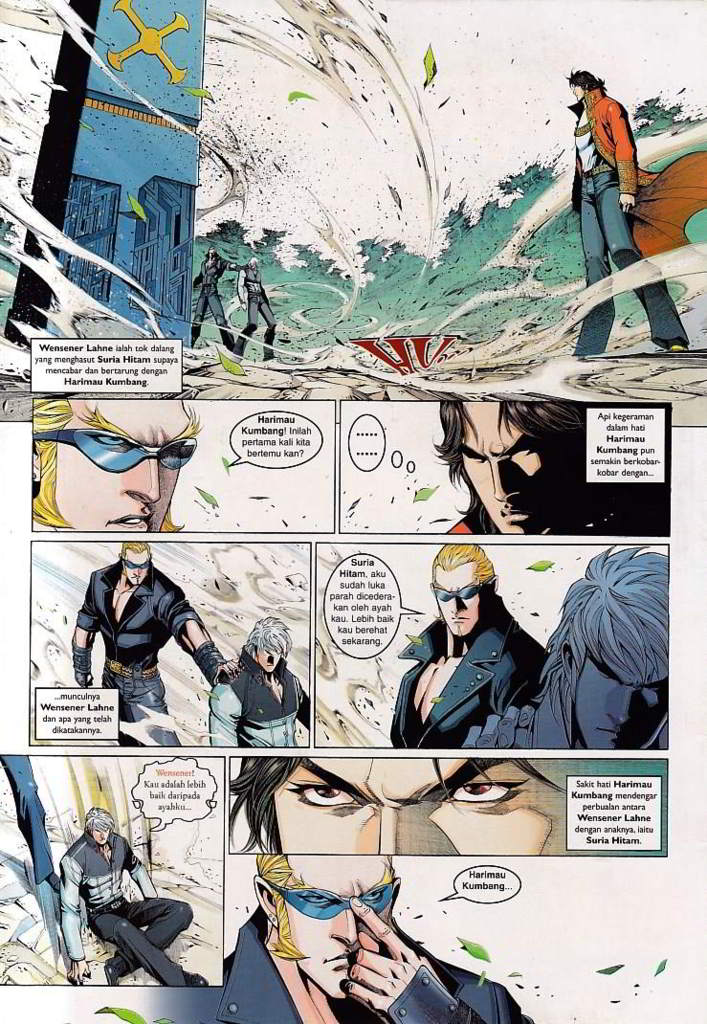 Wensener Lahne ialah tok dalang
yang menghasut Suria Hitam supaya
mencabar dan bertarung dengan
Harimau Kumbang.
HU
Harimau
Kumbang! Inilah
pertama kali kita
bertemu kan?
.....
.....
Api kegeraman
dalam hati
Harimau
Kumbang pun
semakin berkobar-
kobar dengan...
...munculnya
Wensener Lahne
dan apa yang telah
dikatakannya.
Suria
Hitam, aku
sudah luka
parah diceder-
akan oleh ayah
kau. Lebih baik
kau berehat
sekarang.
Wensener!
Kau adalah lebih
baik daripada
ayahku...
Sakit hati Harimau
Kumbang mendengar
perbualan antara
Wensener Lahne
dengan anaknya, iaitu
Suria Hitam.
Harimau
Kumbang...